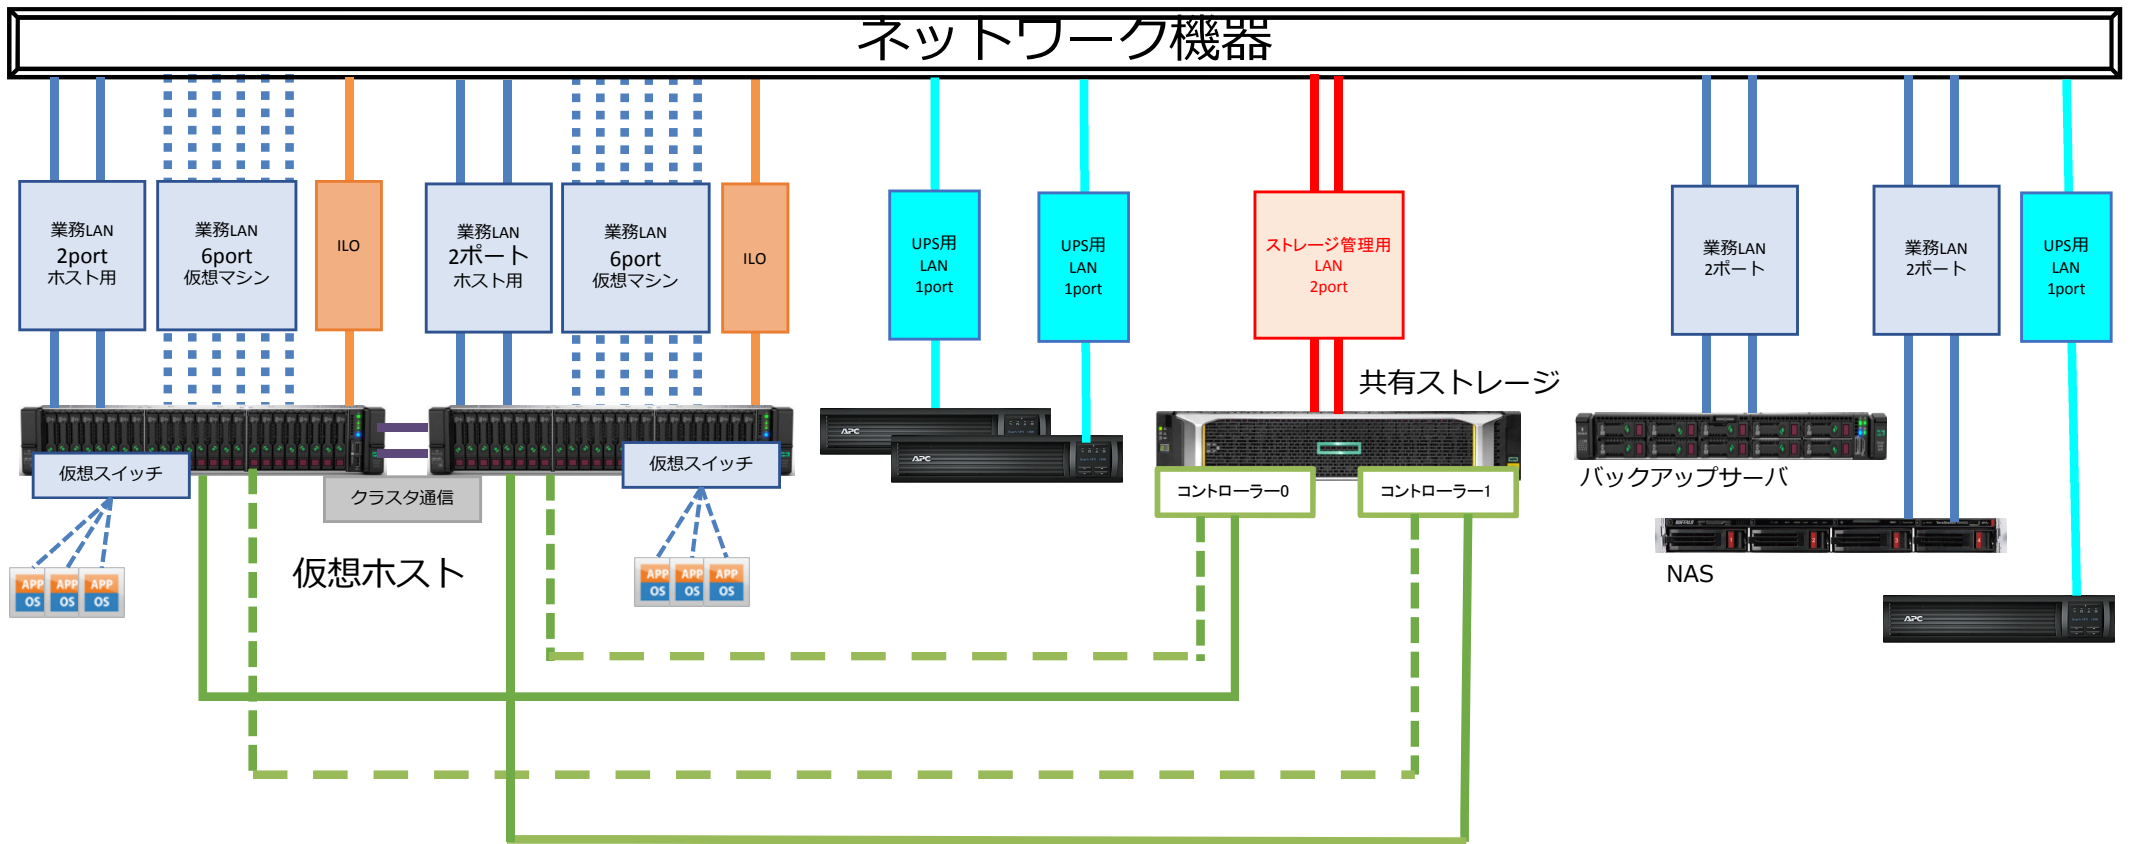 ネットワーク機器
業務LAN
2port
ホスト用
業務LAN
6port
仮想マシン
ILO
業務LAN
2ポート
ホスト用
業務LAN
6port
仮想マシン
ILO
UPS用
LAN
1port
UPS用
LAN
1port
ストレージ管理用
LAN
2port
業務LAN
2ポート
業務LAN
2ポート
UPS用
LAN
1port
共有ストレージ
仮想スイッチ
クラスタ通信
仮想スイッチ
APC
APC
コントローラー0
コントローラー1
バックアップサーバ
仮想ホスト
APP
OS
APP
OS
APP
OS
APP
OS
APP
OS
APP
OS
BUFFALO
1
2
3
4
NAS
APC